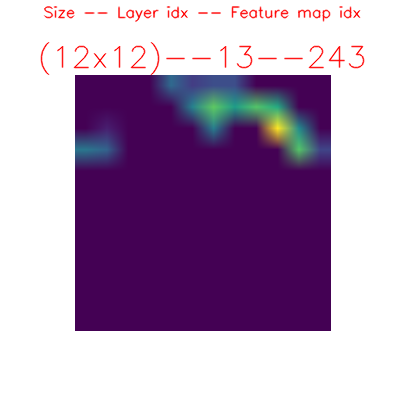 Size -- Layer idx -- Feature map idx
(12x12)--13--243